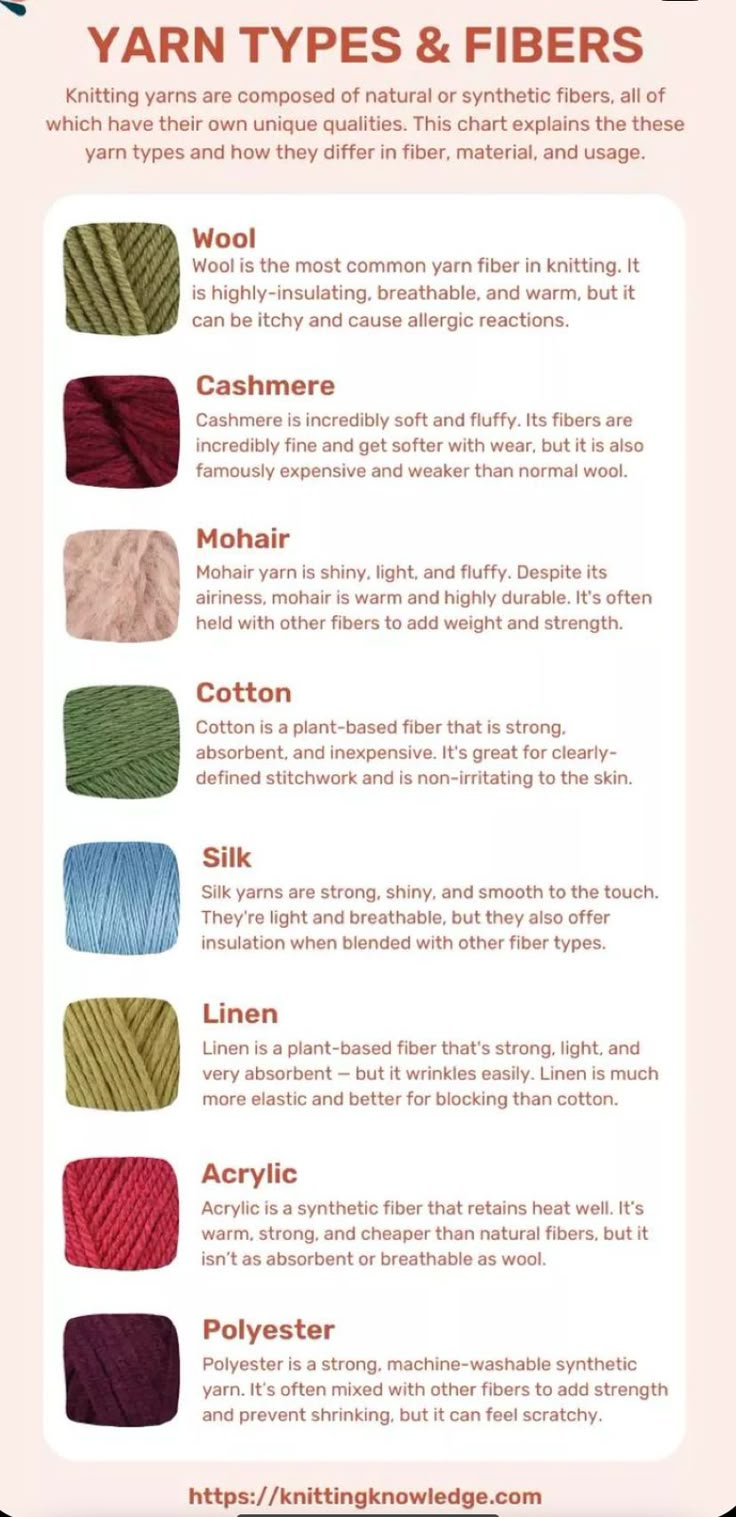 YARN TYPES & FIBERS
Knitting yarns are composed of natural or synthetic fibers, all of
which have their own unique qualities. This chart explains the these
yarn types and how they differ in fiber, material, and usage.
Wool
Wool is the most common yarn fiber in knitting. It
is highly-insulating, breathable, and warm, but it
can be itchy and cause allergic reactions.
Cashmere
Cashmere is incredibly soft and fluffy. Its fibers are
incredibly fine and get softer with wear, but it is also
famously expensive and weaker than normal wool.
Mohair
Mohair yarn is shiny, light, and fluffy. Despite its
airiness, mohair is warm and highly durable. It's often
held with other fibers to add weight and strength.
Cotton
Cotton is a plant-based fiber that is strong,
absorbent, and inexpensive. It's great for clearly-
defined stitchwork and is non-irritating to the skin.
Silk
Silk yarns are strong, shiny, and smooth to the touch.
They're light and breathable, but they also offer
insulation when blended with other fiber types.
Linen
Linen is a plant-based fiber that's strong, light, and
very absorbent – but it wrinkles easily. Linen is much
more elastic and better for blocking than cotton.
Acrylic
Acrylic is a synthetic fiber that retains heat well. It's
warm, strong, and cheaper than natural fibers, but it
isn't as absorbent or breathable as wool.
Polyester
Polyester is a strong, machine-washable synthetic
yarn. It's often mixed with other fibers to add strength
and prevent shrinking, but it can feel scratchy.
https://knittingknowledge.com